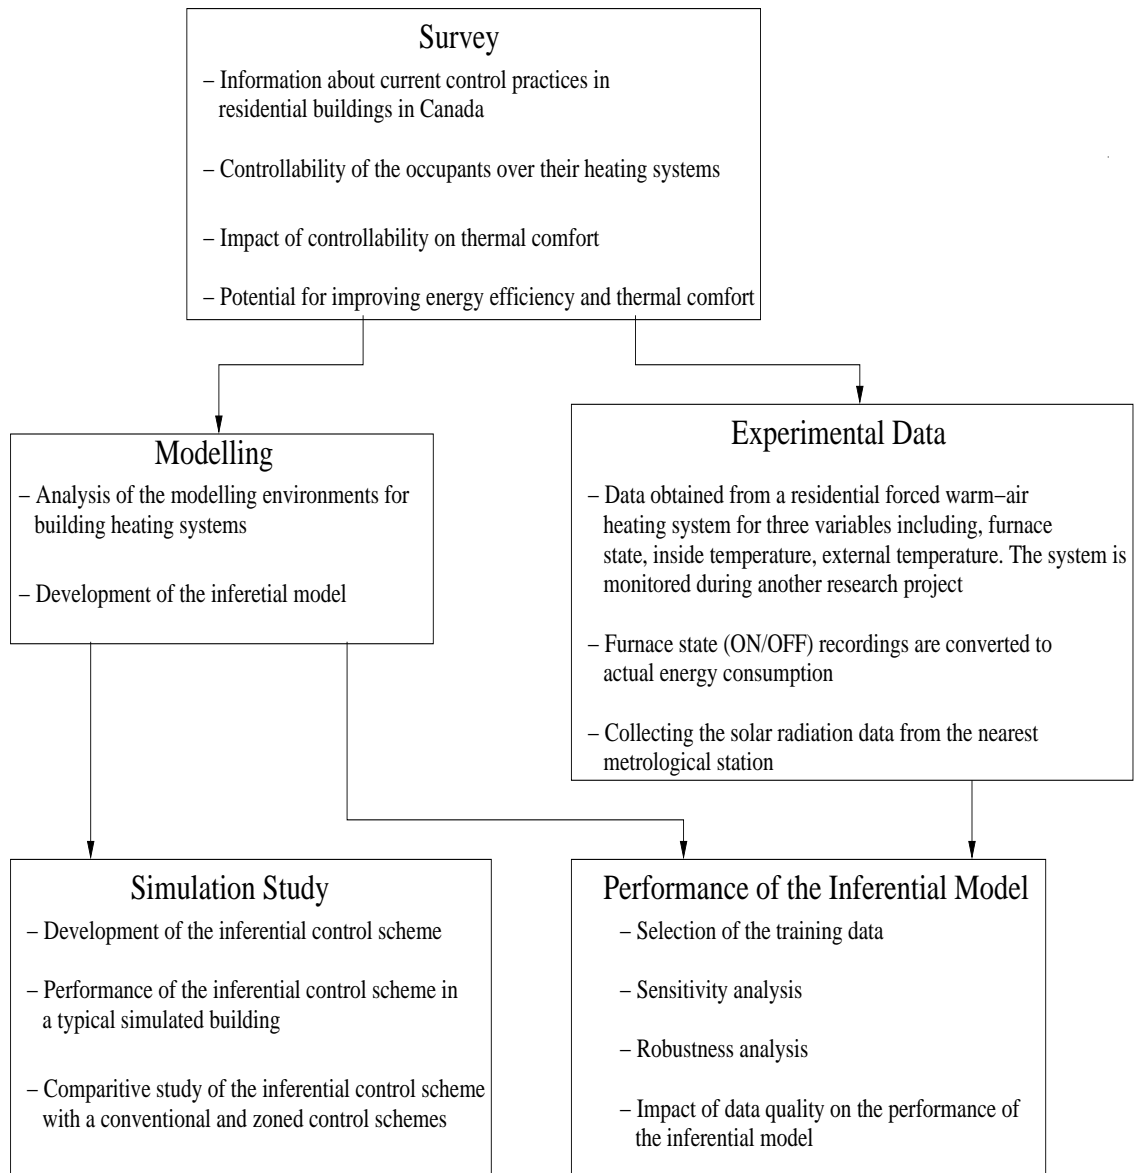 Survey
– Information about current control practices in
residential buildings in Canada
– Controllability of the occupants over their heating systems
– Impact of controllability on thermal comfort
– Potential for improving energy efficiency and thermal comfort
Modelling
– Analysis of the modelling environments for
building heating systems
– Development of the inferetial model
Experimental Data
– Data obtained from a residential forced warm−air
heating system for three variables including, furnace
state, inside temperature, external temperature. The system is
monitored during another research project
– Furnace state (ON/OFF) recordings are converted to
actual energy consumption
– Collecting the solar radiation data from the nearest
metrological station
Simulation Study
– Development of the inferential control scheme
– Performance of the inferential control scheme in
a typical simulated building
– Comparitive study of the inferential control scheme
with a conventional and zoned control schemes
Performance of the Inferential Model
– Selection of the training data
– Sensitivity analysis
– Robustness analysis
– Impact of data quality on the performance of
the inferential model